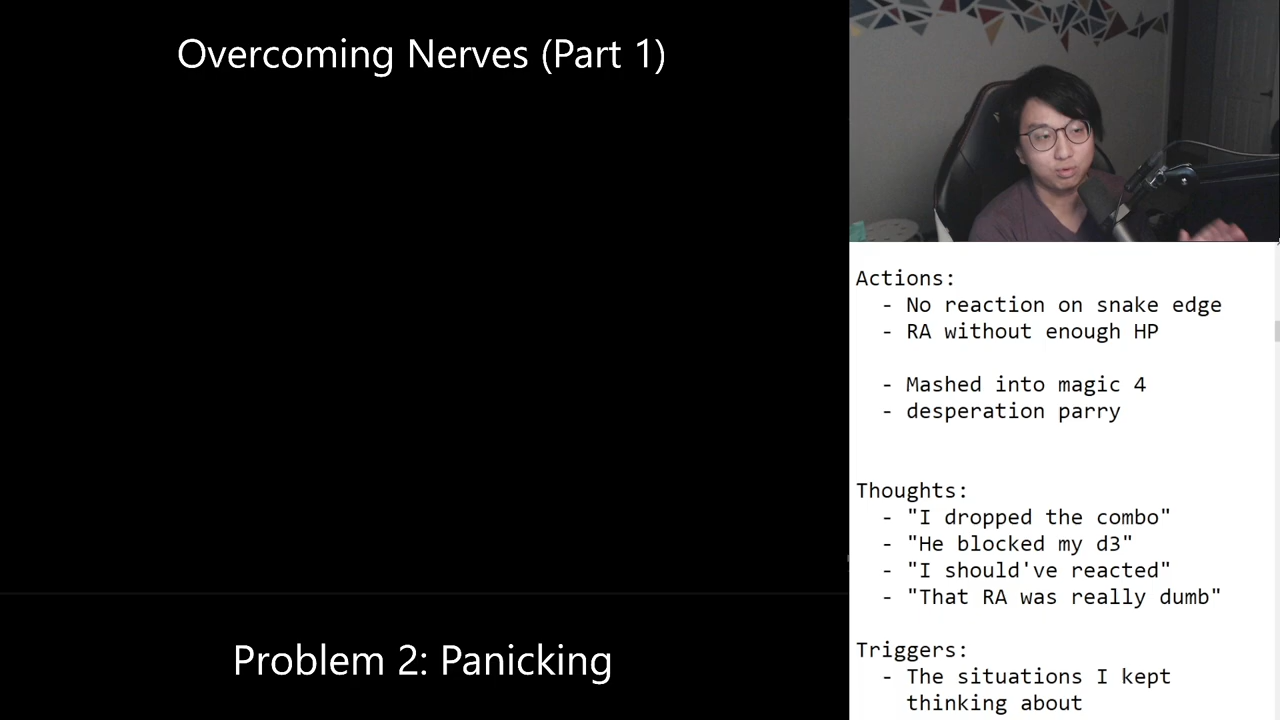 Overcoming Nerves (Part 1)
Actions:
- No reaction on snake edge
- RA without enough HP
- Mashed into magic 4
- desperation parry
Thoughts:
- "I dropped the combo"
- "He blocked my d3"
- "I should've reacted"
- "That RA was really dumb"
Triggers:
- The situations I kept
thinking about
Problem 2: Panicking